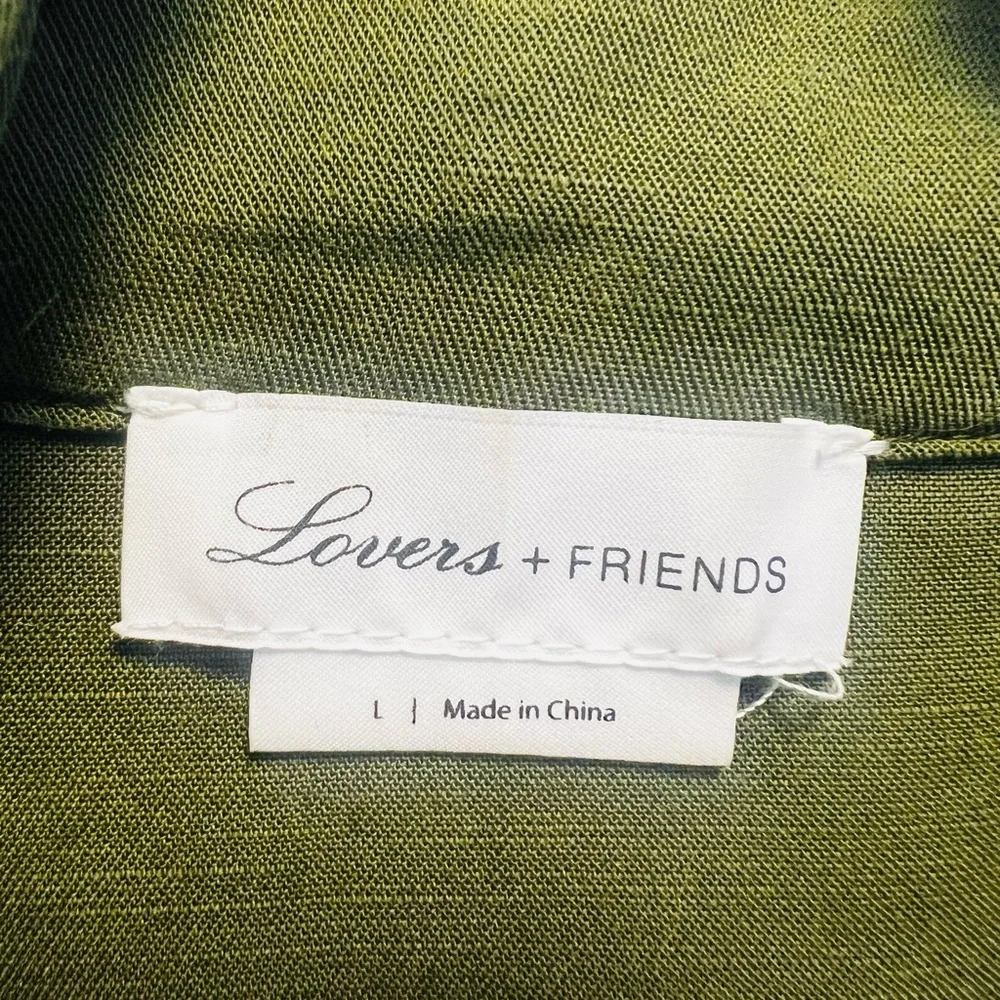 Lovers + FRIENDS
L | Made in China